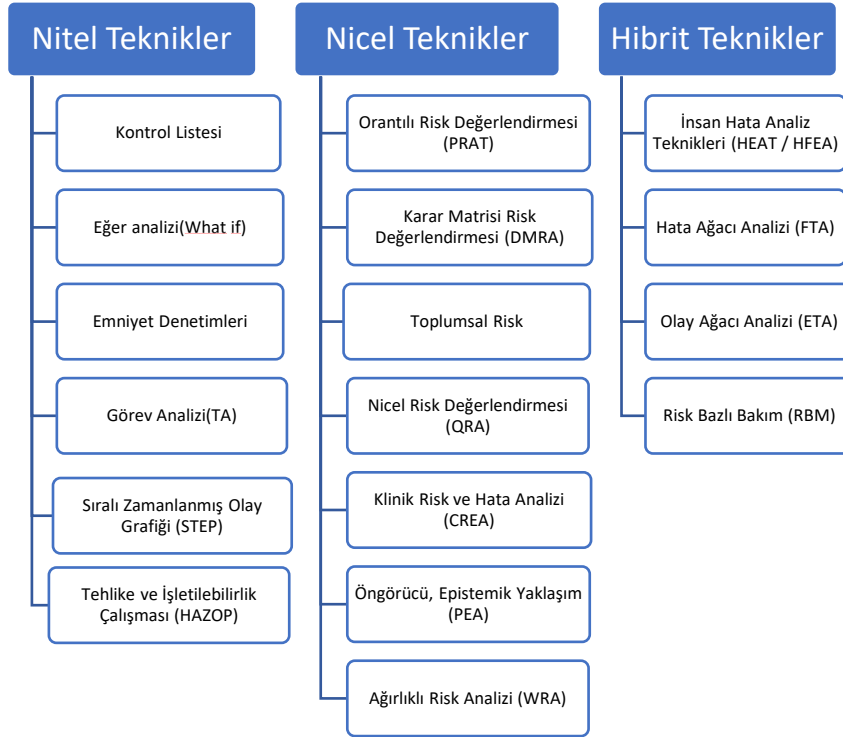 Nitel Teknikler
Kontrol Listesi
Eğer analizi(What if)
Emniyet Denetimleri
Görev Analizi(TA)
Sıralı Zamanlanmış Olay
Grafiği (STEP)
Tehlike ve İşletilebilirlik
Çalışması (HAZOP)
Nicel Teknikler
Orantılı Risk Değerlendirmesi
(PRAT)
Karar Matrisi Risk
Değerlendirmesi (DMRA)
Toplumsal Risk
Nicel Risk Değerlendirmesi
(QRA)
Klinik Risk ve Hata Analizi
(CREA)
Öngörücü, Epistemik Yaklaşım
(PEA)
Ağırlıklı Risk Analizi (WRA)
Hibrit Teknikler
İnsan Hata Analiz
Teknikleri (HEAT / HFEA)
Hata Ağacı Analizi (FTA)
Olay Ağacı Analizi (ETA)
Risk Bazlı Bakım (RBM)